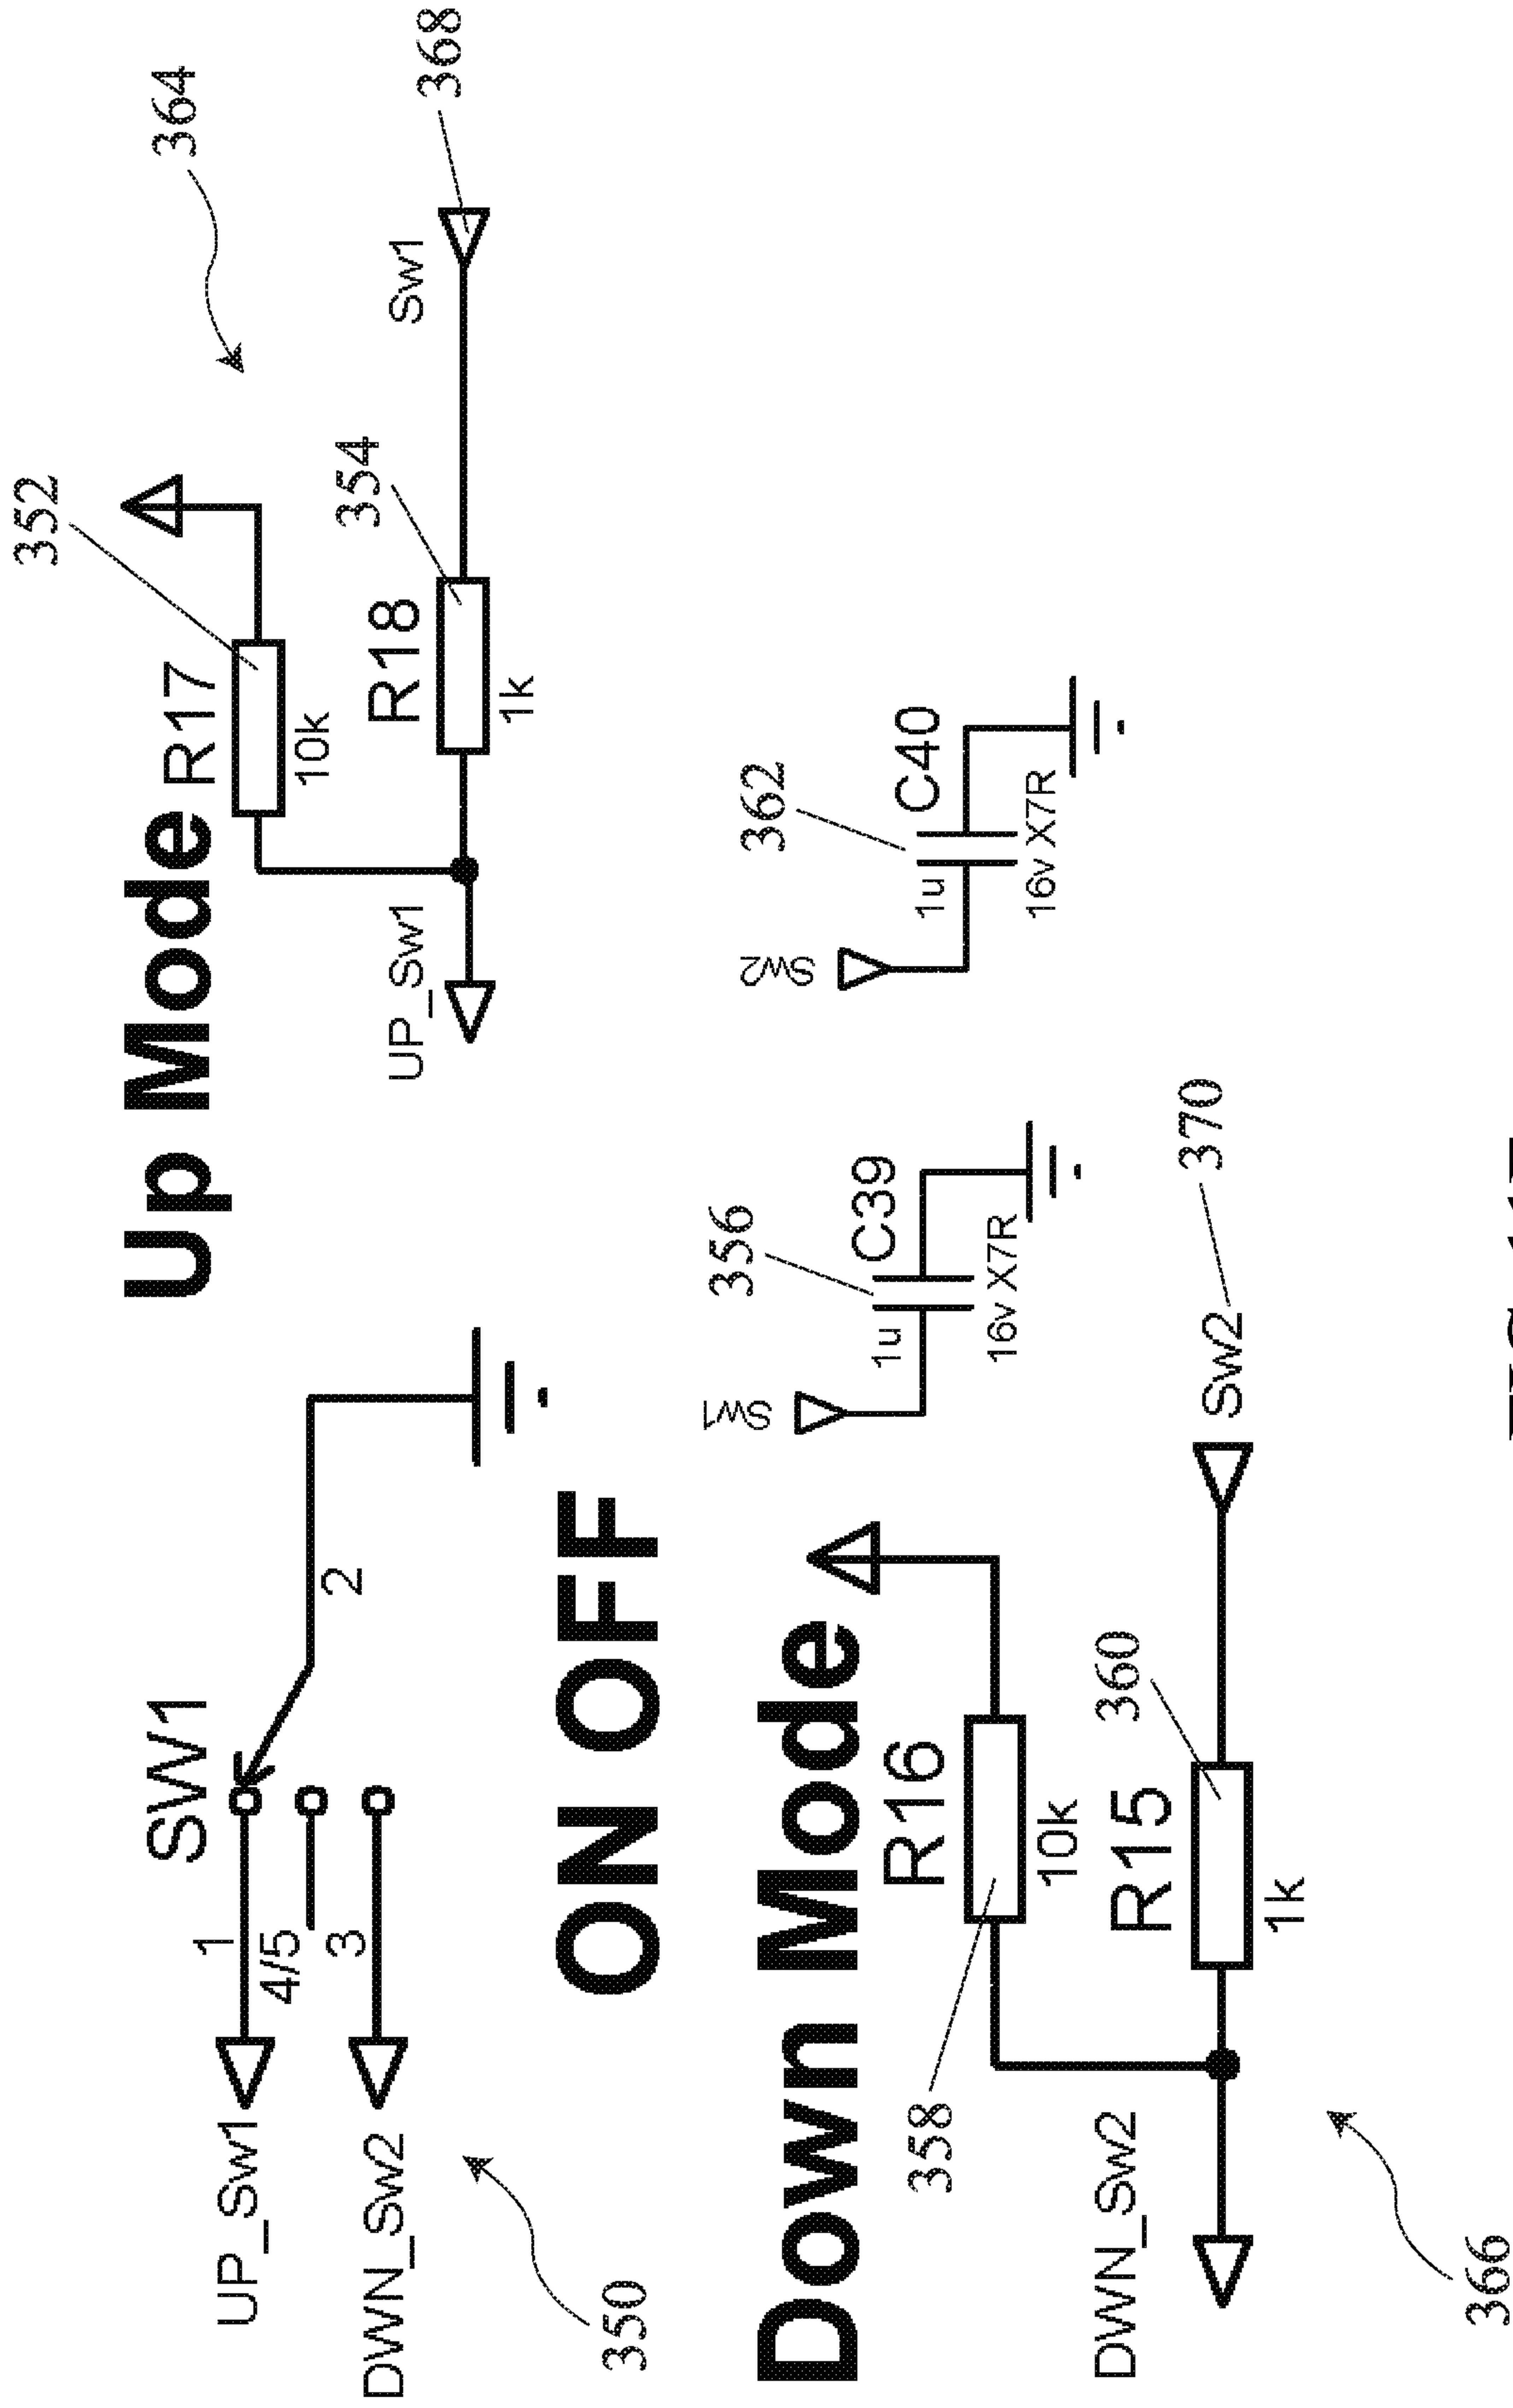 SW1
UP_Sw1
1
4/5
DWN_Sw2
3
2
350
ON OFF
Up Mode
R17
10k
352
364
UP_Sw1
R18
1k
354
Sw1
368
Down Mode
R16
10k
358
DWN_Sw2
R15
1k
360
Sw2
370
366
Sw1
1u
356
C39
16v X7R
Sw2
1u
362
C40
16v X7R